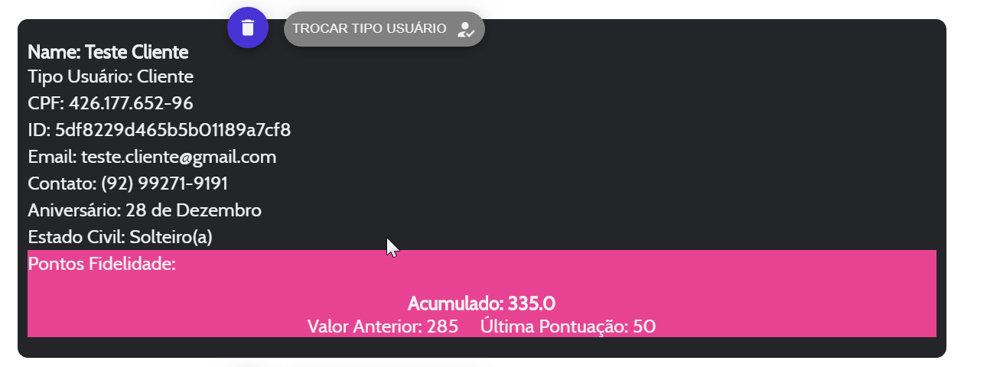 TROCAR TIPO USUÁRIO
Name: Teste Cliente
Tipo Usuário: Cliente
CPF: 426.177.652-96
ID: 5df8229d465b5b01189a7cf8
Email: teste.cliente@gmail.com
Contato: (92) 99271-9191
Aniversário: 28 de Dezembro
Estado Civil: Solteiro(a)
Pontos Fidelidade:
Acumulado: 335.0
Valor Anterior: 285 Última Pontuação: 50